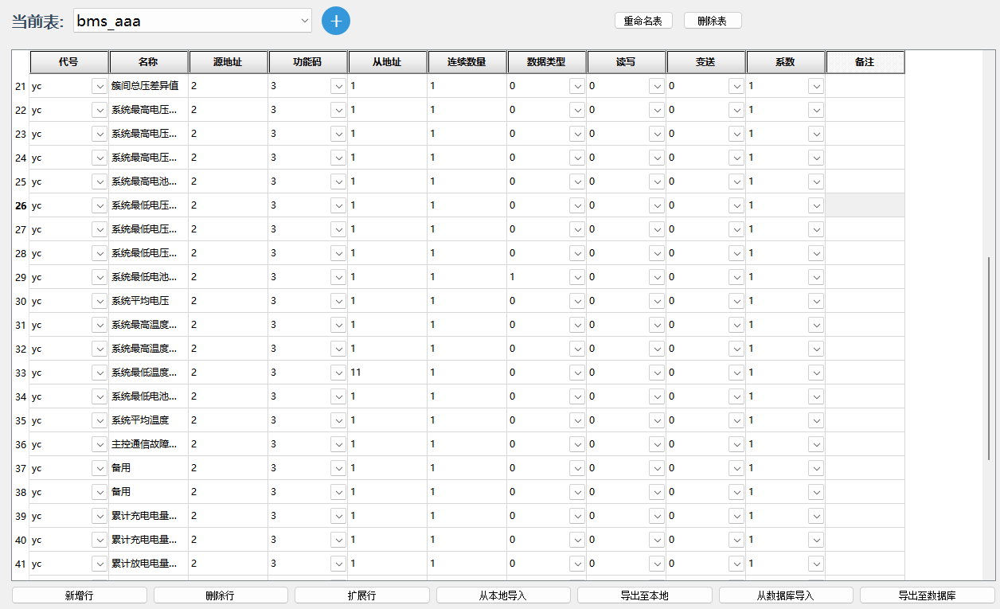 当前表: bms_aaa + 重命名表 删除表
代号 名称 源地址 功能码 从地址 连续数量 数据类型 读写 变送 系数 备注
21 yc 簇间总压差异值 2 3 1 1 0 0 0 1
22 yc 系统最高电压... 2 3 1 1 0 0 0 1
23 yc 系统最高电压... 2 3 1 1 0 0 0 1
24 yc 系统最高电压... 2 3 1 1 0 0 0 1
25 yc 系统最高电池... 2 3 1 1 0 0 0 1
26 yc 系统最低电压... 2 3 1 1 0 0 0 1
27 yc 系统最低电压... 2 3 1 1 0 0 0 1
28 yc 系统最低电压... 2 3 1 1 0 0 0 1
29 yc 系统最低电池... 2 3 1 1 1 0 0 1
30 yc 系统平均电压 2 3 1 1 0 0 0 1
31 yc 系统最高温度... 2 3 1 1 0 0 0 1
32 yc 系统最高温度... 2 3 1 1 0 0 0 1
33 yc 系统最低温度... 2 3 11 1 0 0 0 1
34 yc 系统最低电池... 2 3 1 1 0 0 0 1
35 yc 系统平均温度 2 3 1 1 0 0 0 1
36 yc 主控通信故障... 2 3 1 1 0 0 0 1
37 yc 备用 2 3 1 1 0 0 0 1
38 yc 备用 2 3 1 1 0 0 0 1
39 yc 累计充电电量... 2 3 1 1 0 0 0 1
40 yc 累计充电电量... 2 3 1 1 0 0 0 1
41 yc 累计放电电量... 2 3 1 1 0 0 0 1
新增行 删除行 扩展行 从本地导入 导出至本地 从数据库导入 导出至数据库